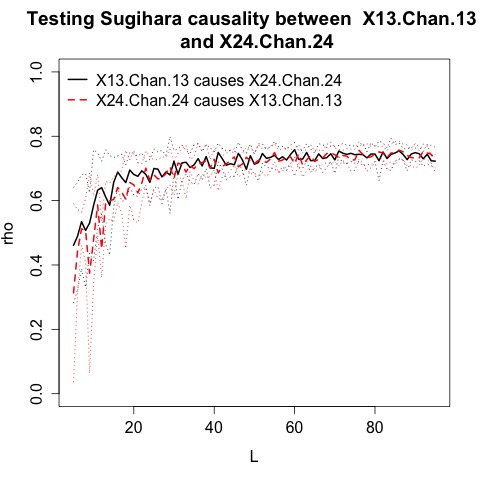 Testing Sugihara causality between X13.Chan.13
and X24.Chan.24
X13.Chan.13 causes X24.Chan.24
X24.Chan.24 causes X13.Chan.13
1.0
0.8
0.6
0.4
0.2
0.0
rho
20 40 60 80
L